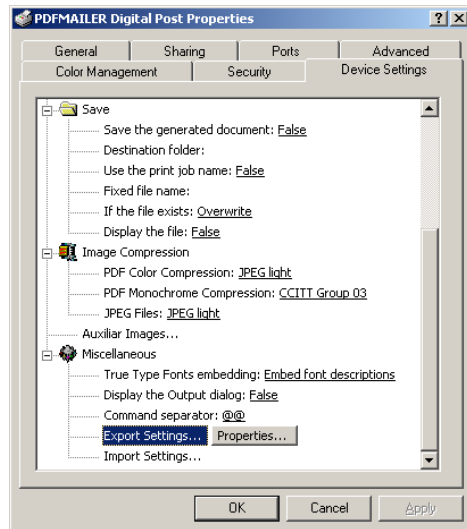 PDFMAILER Digital Post Properties
General Sharing Ports Advanced
Color Management Security Device Settings
Save
Save the generated document: False
Destination folder:
Use the print job name: False
Fixed file name:
If the file exists: Overwrite
Display the file: False
Image Compression
PDF Color Compression: JPEG light
PDF Monochrome Compression: CCITT Group 03
JPEG Files: JPEG light
Auxiliar Images...
Miscellaneous
True Type Fonts embedding: Embed font descriptions
Display the Output dialog: False
Command separator: @@
Export Settings... Properties...
Import Settings...
OK Cancel Apply